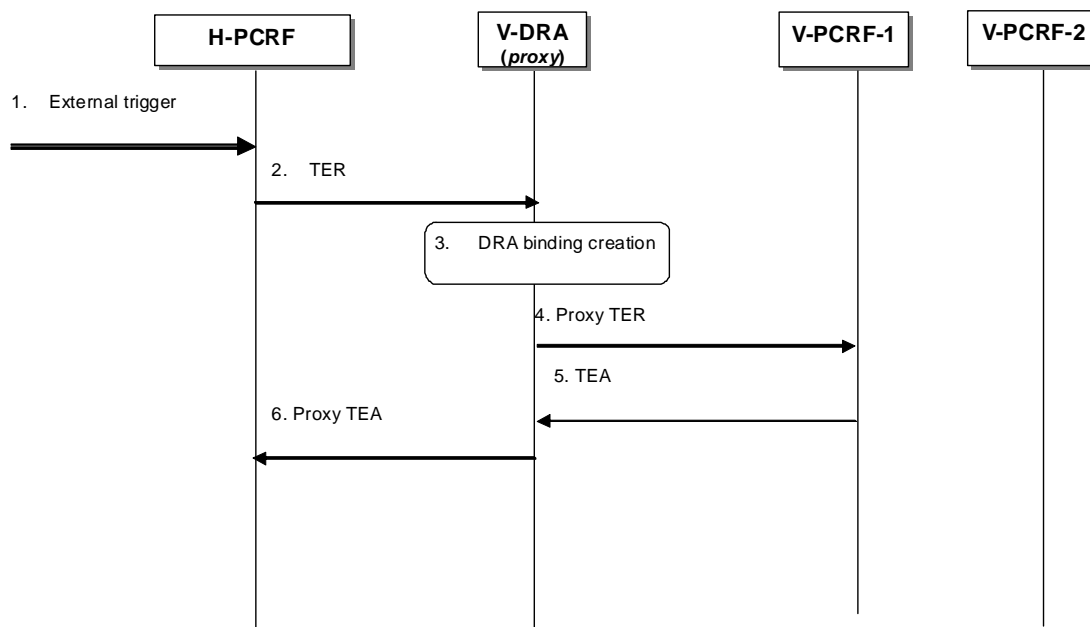 H-PCRF
V-DRA
(proxy)
V-PCRF-1
V-PCRF-2
1. External trigger
2. TER
3. DRA binding creation
4. Proxy TER
5. TEA
6. Proxy TEA